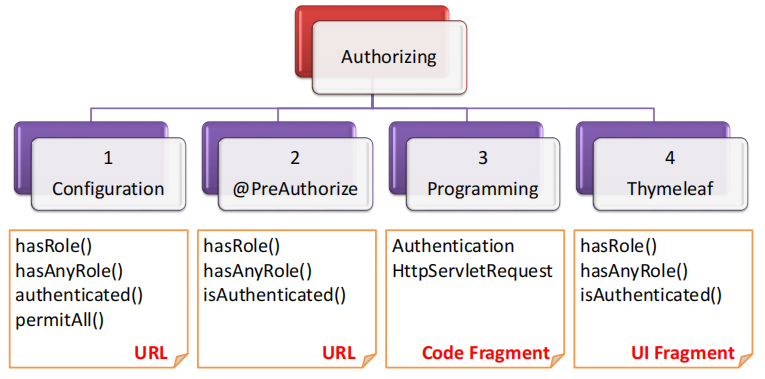 Authorizing
1
Configuration
2
@PreAuthorize
3
Programming
4
Thymeleaf
hasRole()
hasAnyRole()
authenticated()
permitAll()
URL
hasRole()
hasAnyRole()
isAuthenticated()
URL
Authentication
HttpServletRequest
Code Fragment
hasRole()
hasAnyRole()
isAuthenticated()
UI Fragment